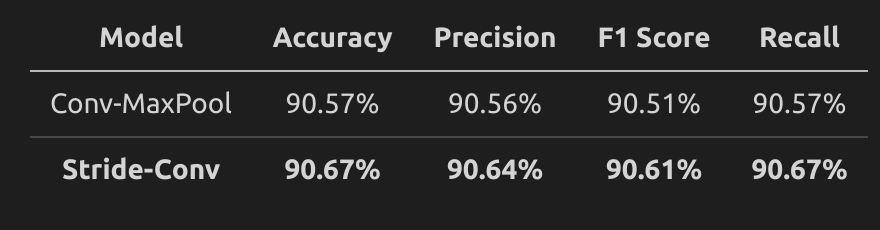 Model Accuracy Precision F1 Score Recall
Conv-MaxPool 90.57% 90.56% 90.51% 90.57%
Stride-Conv 90.67% 90.64% 90.61% 90.67%